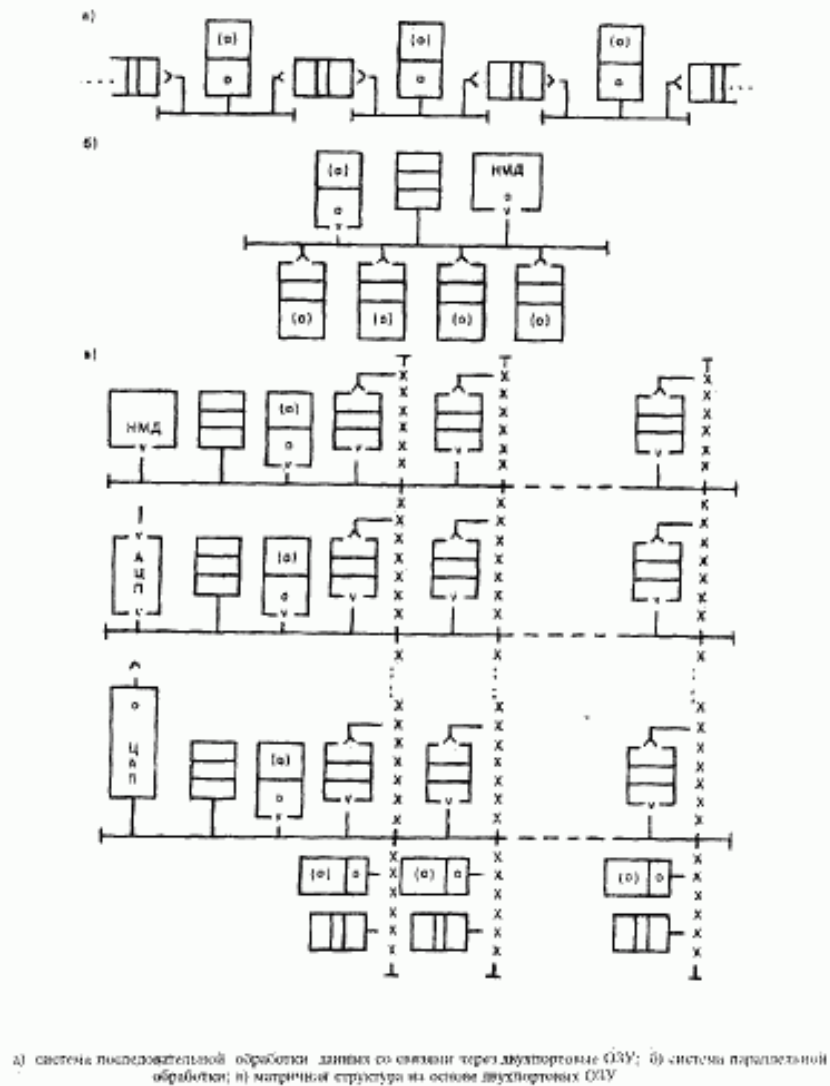 а)
(о) (о) (о)
о о о
б)
(о) НМД
о о
(о) (о) (о) (о)
в)
НМД (о)
о
АЦП (о)
о
о
ЦАП (о)
о
(о) о (о) о (о) о
а) система последовательной обработки данных со связями через двухпортовые ОЗУ; б) система параллельной
обработки; в) матричная структура на основе двухпортовых ОЗУ